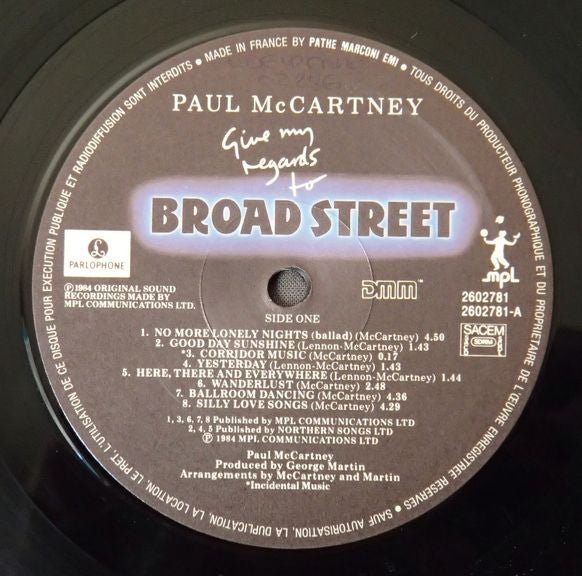 • MADE IN FRANCE BY PATHE MARCONI EMI • TOUS DROITS DU PRODUCTEUR PHONOGRAPHIQUE ET DU PROPRIETAIRE DE L'ŒUVRE ENREGISTREE RESERVES • SAUF AUTORISATION, LA DUPLICATION, LA LOCATION, LE PRET, L'UTILISATION DE CE DISQUE POUR EXECUTION PUBLIQUE ET RADIODIFFUSION SONT INTERDITS
PAUL McCARTNEY
Give my
regards
to
BROAD STREET
PARLOPHONE
mpl
℗ 1984 ORIGINAL SOUND
RECORDINGS MADE BY
MPL COMMUNICATIONS LTD.
DMM™
2602781
2602781-A
SIDE ONE
SACEM
SDRM
1. NO MORE LONELY NIGHTS (ballad) (McCartney) 4.50
2. GOOD DAY SUNSHINE (Lennon-McCartney) 1.43
*3. CORRIDOR MUSIC (McCartney) 0.17
4. YESTERDAY (Lennon-McCartney) 1.43
5. HERE, THERE AND EVERYWHERE (Lennon-McCartney) 1.44
6. WANDERLUST (McCartney) 2.48
7. BALLROOM DANCING (McCartney) 4.36
8. SILLY LOVE SONGS (McCartney) 4.29
1, 3, 6, 7, 8 Published by MPL COMMUNICATIONS LTD
2, 4, 5 Published by NORTHERN SONGS LTD
℗ 1984 MPL COMMUNICATIONS LTD
Paul McCartney
Produced by George Martin
Arrangements by McCartney and Martin
*Incidental Music